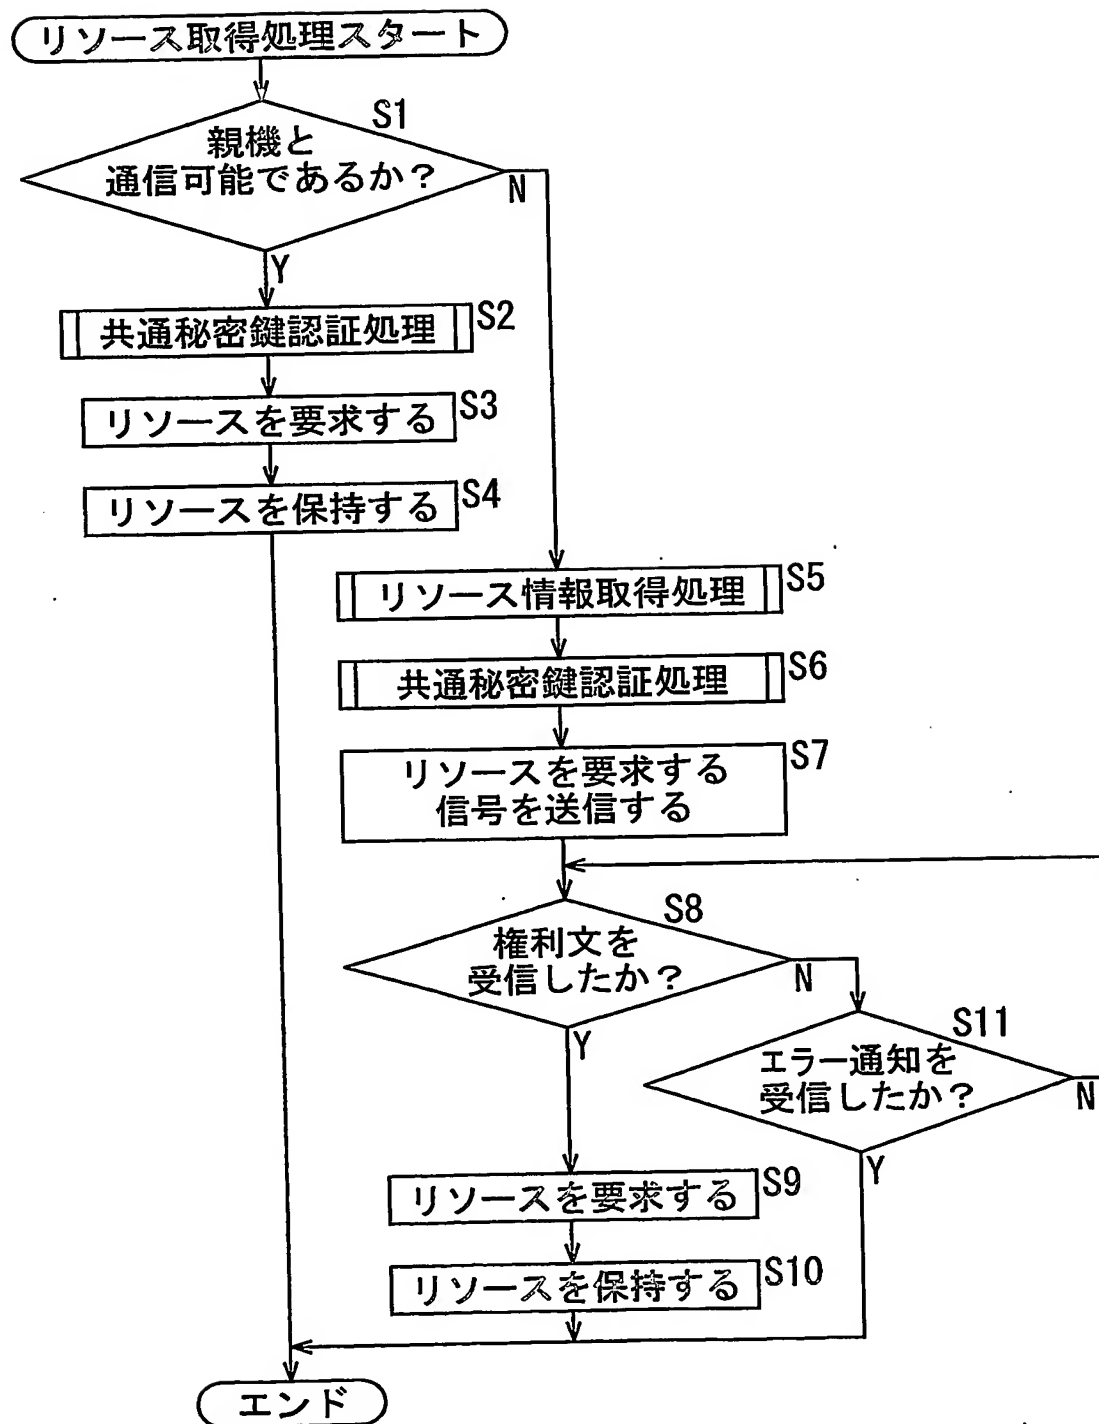 リソース取得処理スタート
S1
親機と
通信可能であるか?
N
Y
共通秘密鍵認証処理
S2
リソースを要求する
S3
リソースを保持する
S4
リソース情報取得処理
S5
共通秘密鍵認証処理
S6
リソースを要求する
信号を送信する
S7
S8
権利文を
受信したか?
N
Y
S11
エラー通知を
受信したか?
N
Y
リソースを要求する
S9
リソースを保持する
S10
エンド